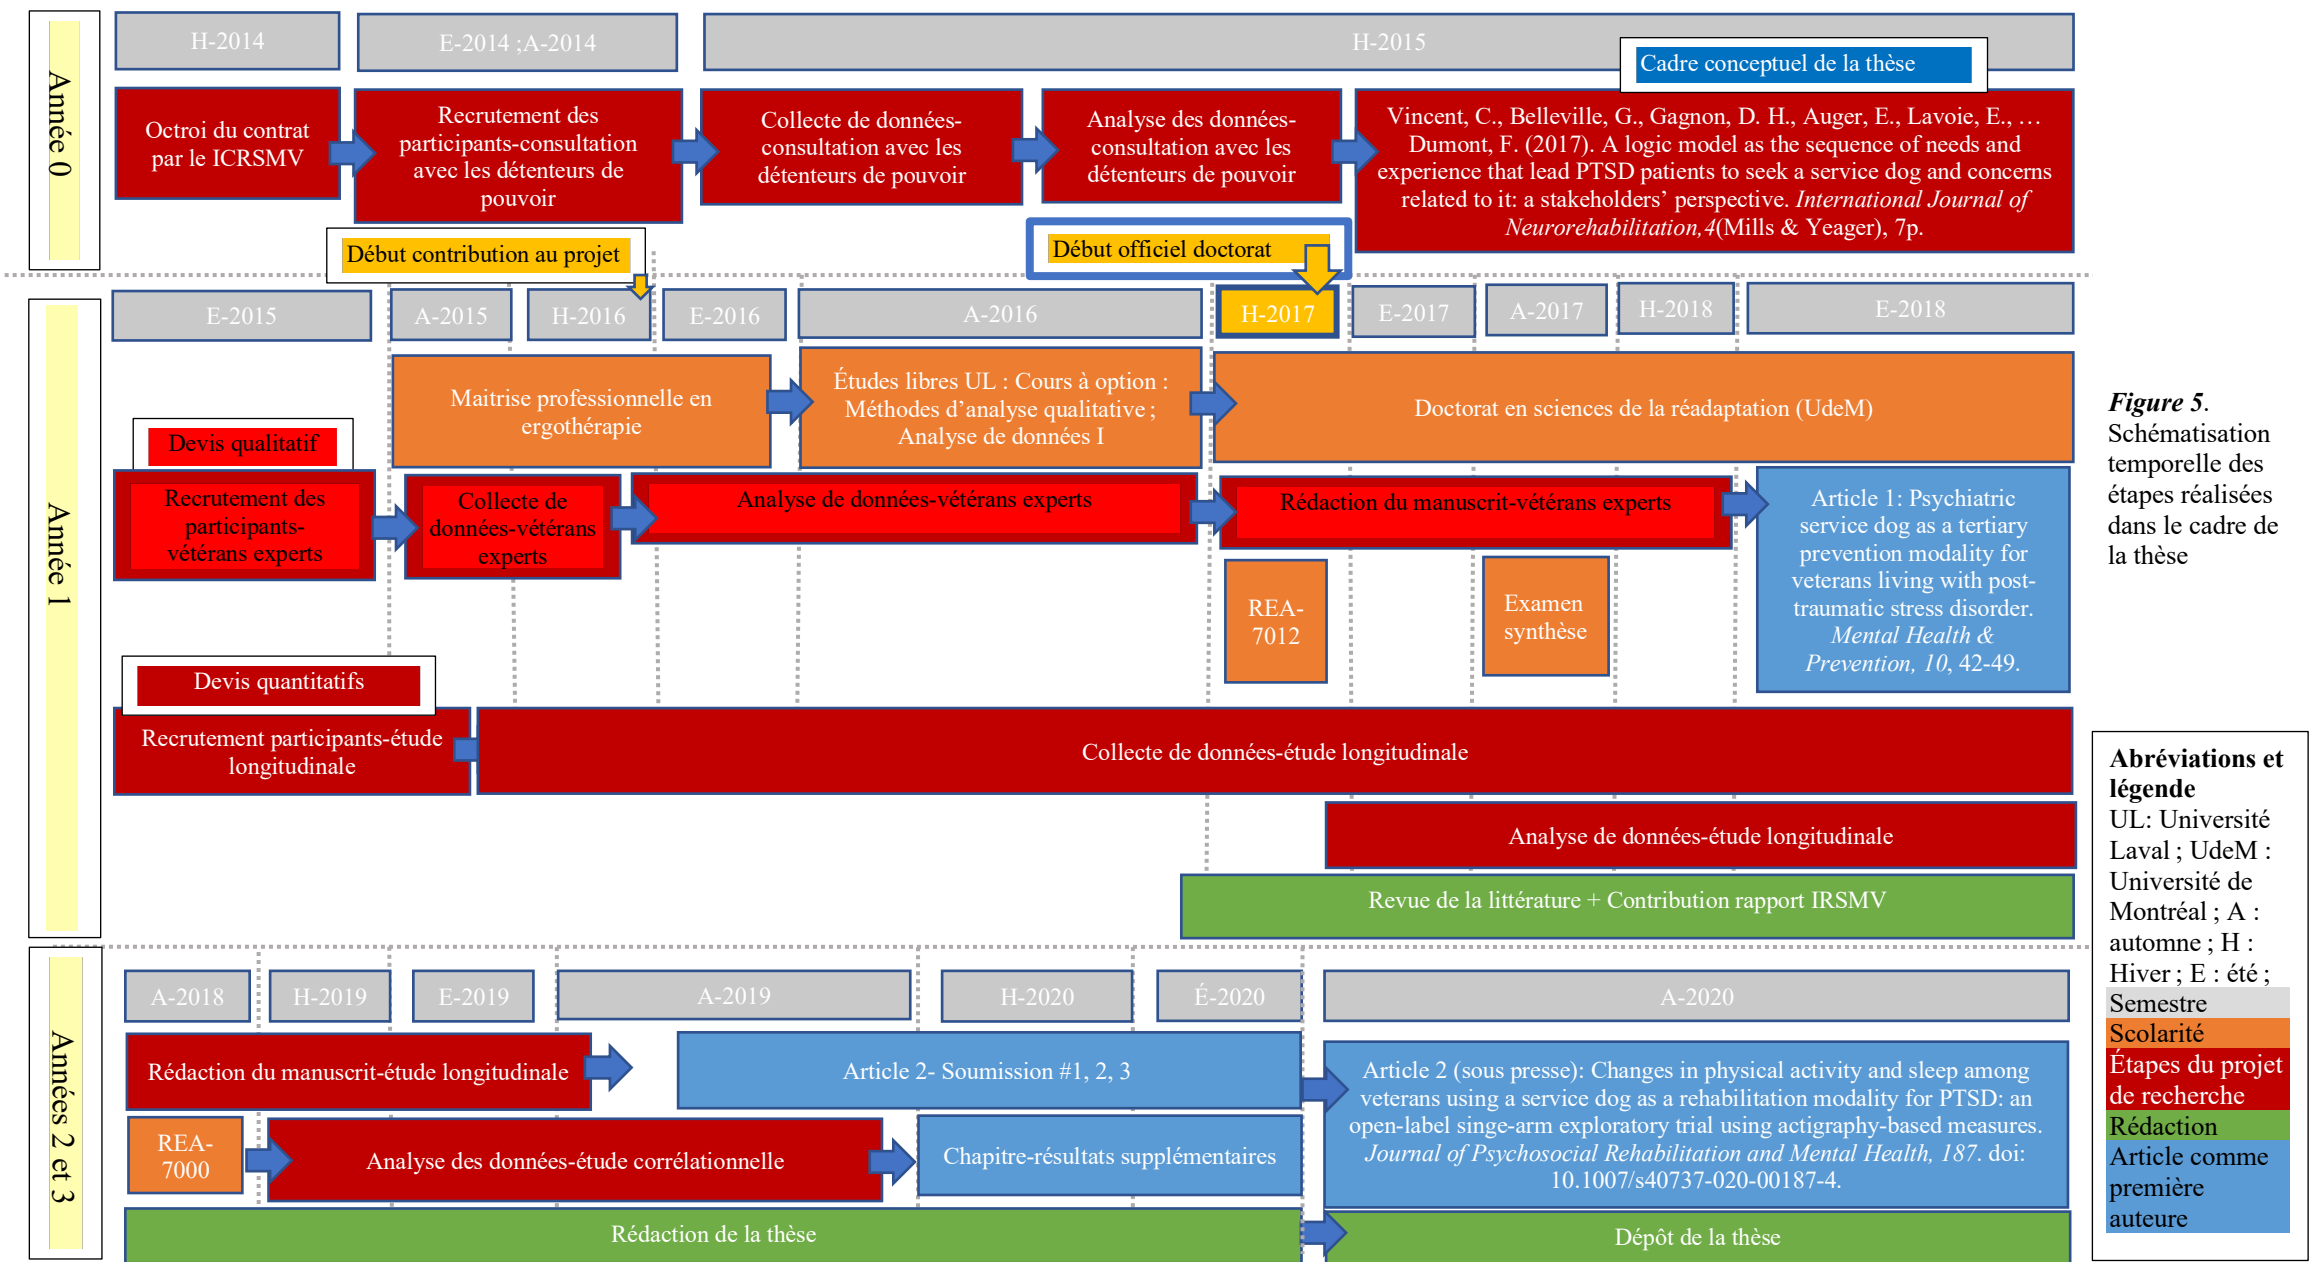 Année 0
H-2014
E-2014 ;A-2014
H-2015
Cadre conceptuel de la thèse
Octroi du contrat
par le ICRSMV
Recrutement des
participants-consultation
avec les détenteurs de
pouvoir
Collecte de données-
consultation avec les
détenteurs de pouvoir
Analyse des données-
consultation avec les
détenteurs de pouvoir
Vincent, C., Belleville, G., Gagnon, D. H., Auger, E., Lavoie, E., …
Dumont, F. (2017). A logic model as the sequence of needs and
experience that lead PTSD patients to seek a service dog and concerns
related to it: a stakeholders’ perspective. International Journal of
Neurorehabilitation,4(Mills & Yeager), 7p.
Début contribution au projet
Début officiel doctorat
Année 1
E-2015
A-2015
H-2016
E-2016
A-2016
H-2017
E-2017
A-2017
H-2018
E-2018
Maitrise professionnelle en
ergothérapie
Études libres UL : Cours à option :
Méthodes d’analyse qualitative ;
Analyse de données I
Doctorat en sciences de la réadaptation (UdeM)
Devis qualitatif
Recrutement des
participants-
vétérans experts
Collecte de
données-vétérans
experts
Analyse de données-vétérans experts
Rédaction du manuscrit-vétérans experts
Article 1: Psychiatric
service dog as a tertiary
prevention modality for
veterans living with post-
traumatic stress disorder.
Mental Health &
Prevention, 10, 42-49.
REA-
7012
Examen
synthèse
Devis quantitatifs
Recrutement participants-étude
longitudinale
Collecte de données-étude longitudinale
Analyse de données-étude longitudinale
Revue de la littérature + Contribution rapport IRSMV
Années 2 et 3
A-2018
H-2019
E-2019
A-2019
H-2020
É-2020
A-2020
Rédaction du manuscrit-étude longitudinale
Article 2- Soumission #1, 2, 3
Article 2 (sous presse): Changes in physical activity and sleep among
veterans using a service dog as a rehabilitation modality for PTSD: an
open-label singe-arm exploratory trial using actigraphy-based measures.
Journal of Psychosocial Rehabilitation and Mental Health, 187. doi:
10.1007/s40737-020-00187-4.
REA-
7000
Analyse des données-étude corrélationnelle
Chapitre-résultats supplémentaires
Rédaction de la thèse
Dépôt de la thèse
Figure 5.
Schématisation
temporelle des
étapes réalisées
dans le cadre de
la thèse
Abréviations et
légende
UL: Université
Laval ; UdeM :
Université de
Montréal ; A :
automne ; H :
Hiver ; E : été ;
Semestre
Scolarité
Étapes du projet
de recherche
Rédaction
Article comme
première
auteure